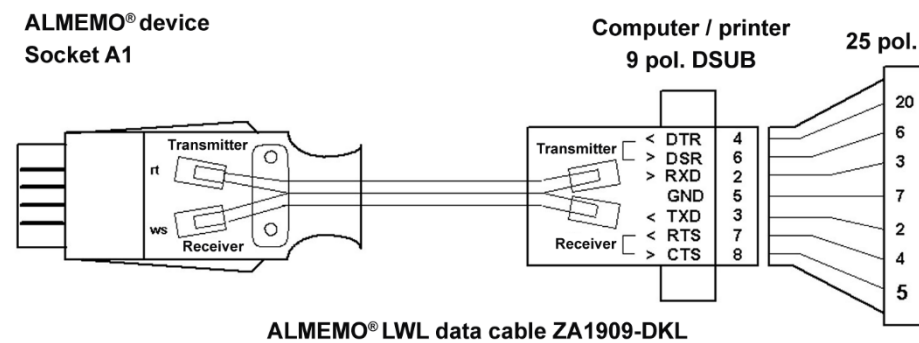 ALMEMO® device
Socket A1
Computer / printer
9 pol. DSUB
25 pol.
Transmitter
rt
ws
Receiver
Transmitter
Receiver
< DTR 4
> DSR 6
> RXD 2
GND 5
< TXD 3
< RTS 7
> CTS 8
20
6
3
7
2
4
5
ALMEMO® LWL data cable ZA1909-DKL